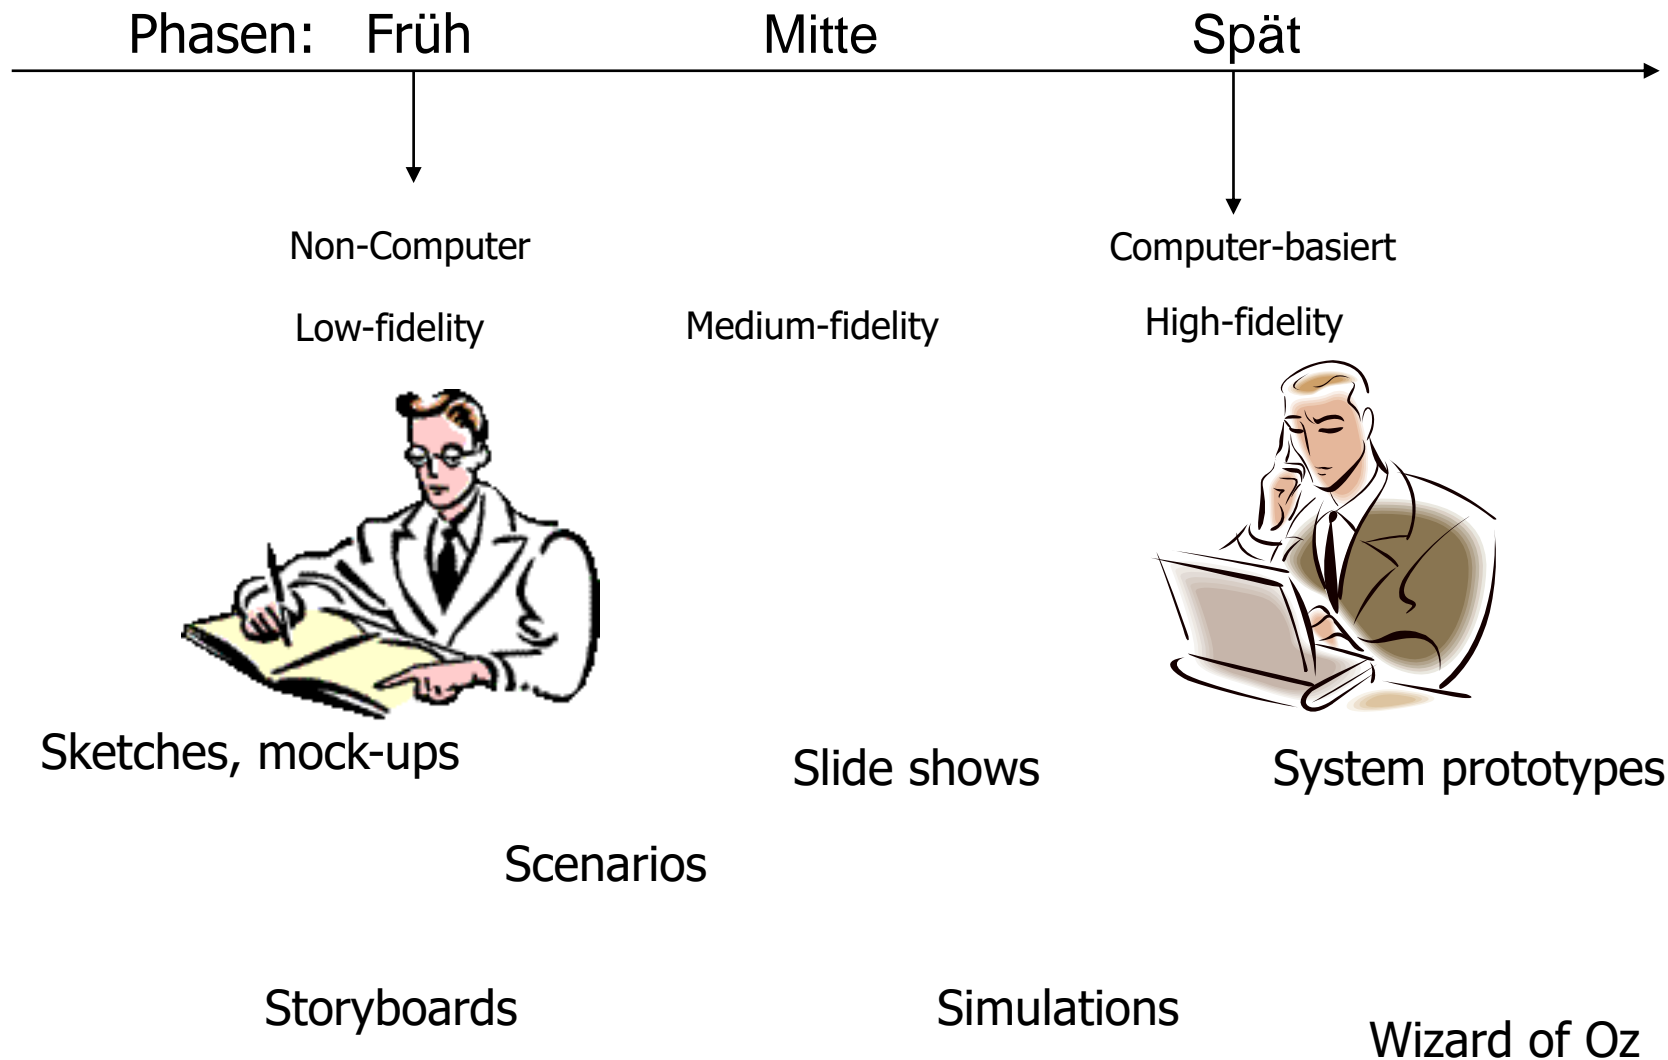 Phasen: Früh Mitte Spät
Non-Computer Computer-basiert
Low-fidelity Medium-fidelity High-fidelity
Sketches, mock-ups Slide shows System prototypes
Scenarios
Storyboards Simulations Wizard of Oz